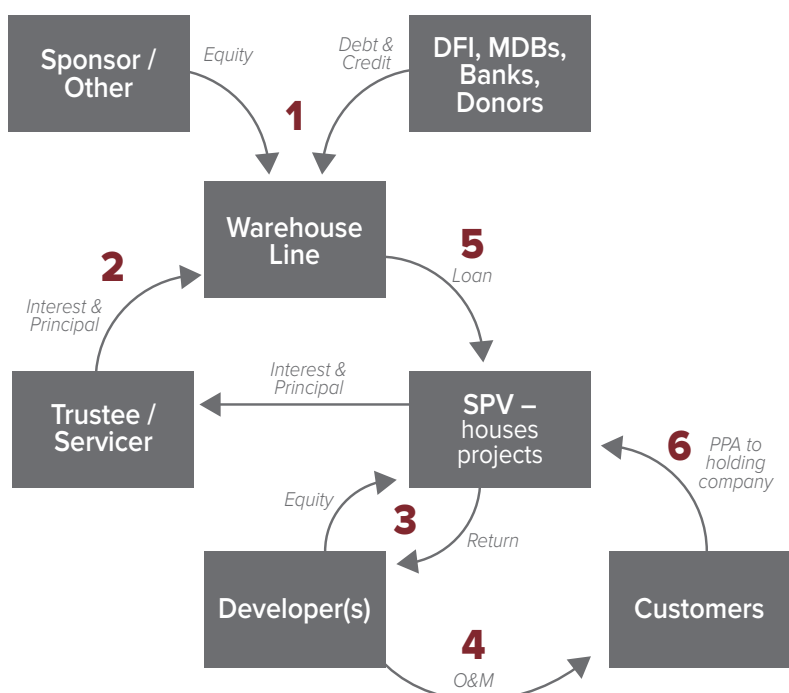 Sponsor /
Other
Equity
Debt &
Credit
DFI, MDBs,
Banks,
Donors
1
Warehouse
Line
2
Interest &
Principal
5
Loan
Trustee /
Servicer
Interest &
Principal
SPV –
houses
projects
6
PPA to
holding
company
Equity
3
Return
Developer(s)
Customers
4
O&M